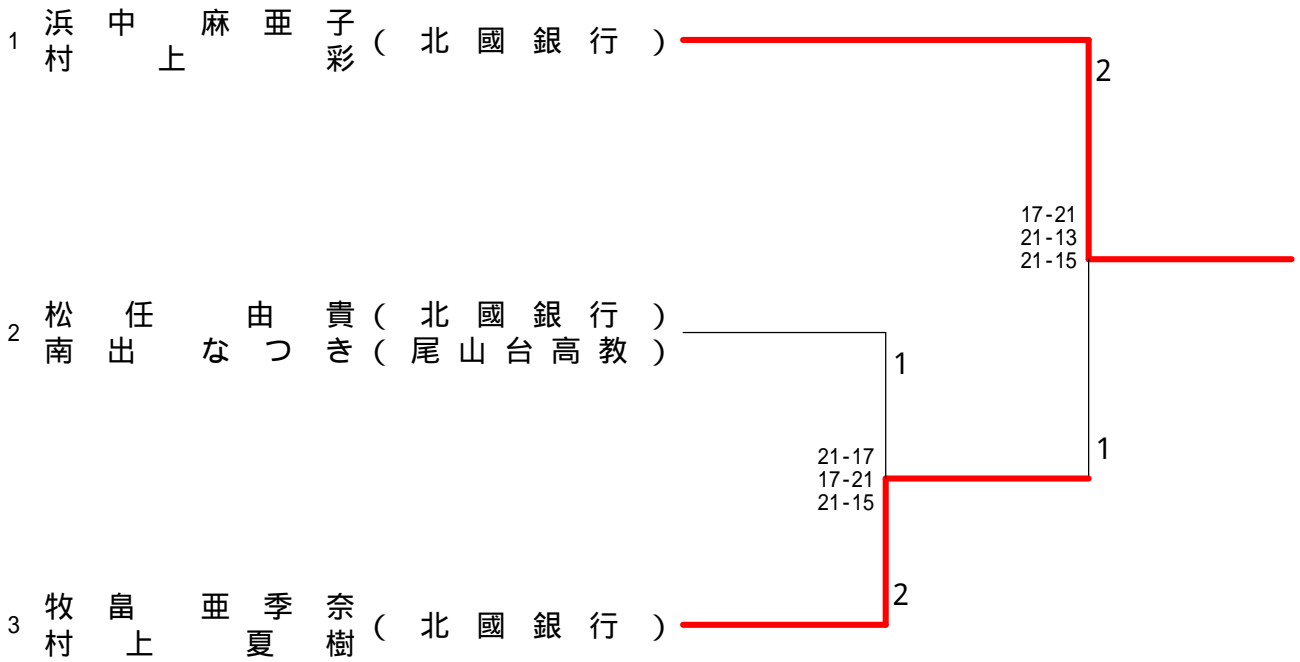 1 浜中 麻亜子 (北國銀行)
村上 彩
2
17-21
21-13
21-15
2 松任 由貴 (北國銀行)
南出 なつき (尾山台高教)
1
1
21-17
17-21
21-15
2
3 牧畠 亜季奈 (北國銀行)
村上 夏樹